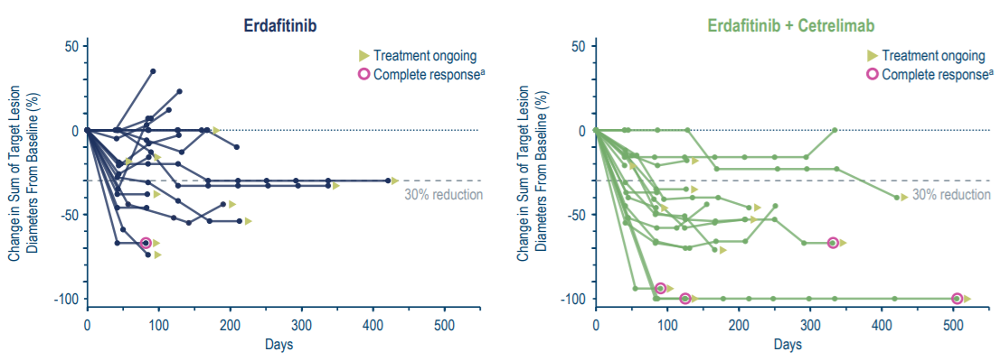 Erdafitinib
Change in Sum of Target Lesion
Diameters From Baseline (%)
50
0
-50
-100
Treatment ongoing
Complete responseᵃ
30% reduction
0 100 200 300 400 500
Days
Erdafitinib + Cetrelimab
Change in Sum of Target Lesion
Diameters From Baseline (%)
50
0
-50
-100
Treatment ongoing
Complete responseᵃ
30% reduction
0 100 200 300 400 500
Days